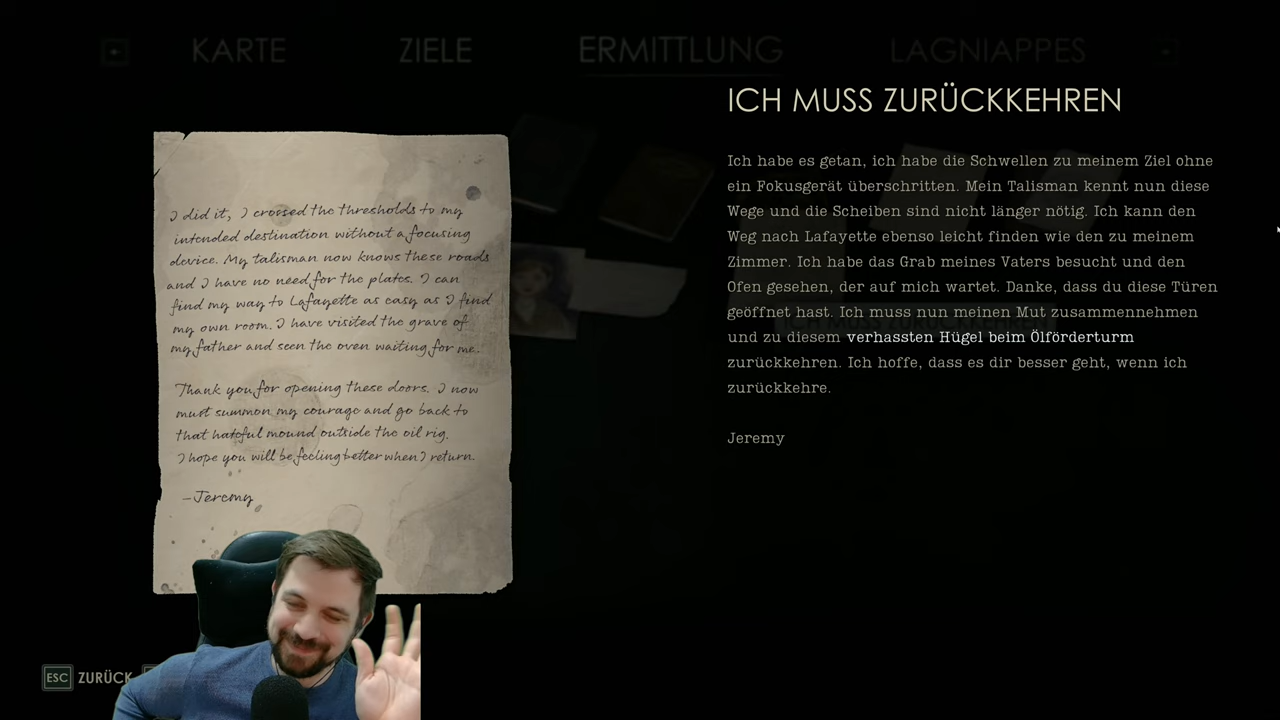 KARTE
ZIELE
ERMITTLUNG
LAGNIAPPES
I did it, I crossed the thresholds to my
intended destination without a focusing
device. My talisman now knows these roads
and I have no need for the plates. I can
find my way to Lafayette as easy as I find
my own room. I have visited the grave of
my father and seen the oven waiting for me.
Thank you for opening these doors. I now
must summon my courage and go back to
that hateful mound outside the oil rig.
I hope you will be feeling better when I return.
–Jeremy
ICH MUSS ZURÜCKKEHREN
Ich habe es getan, ich habe die Schwellen zu meinem Ziel ohne
ein Fokusgerät überschritten. Mein Talisman kennt nun diese
Wege und die Scheiben sind nicht länger nötig. Ich kann den
Weg nach Lafayette ebenso leicht finden wie den zu meinem
Zimmer. Ich habe das Grab meines Vaters besucht und den
Ofen gesehen, der auf mich wartet. Danke, dass du diese Türen
geöffnet hast. Ich muss nun meinen Mut zusammennehmen
und zu diesem verhassten Hügel beim Ölförderturm
zurückkehren. Ich hoffe, dass es dir besser geht, wenn ich
zurückkehre.
Jeremy
ESC ZURÜCK